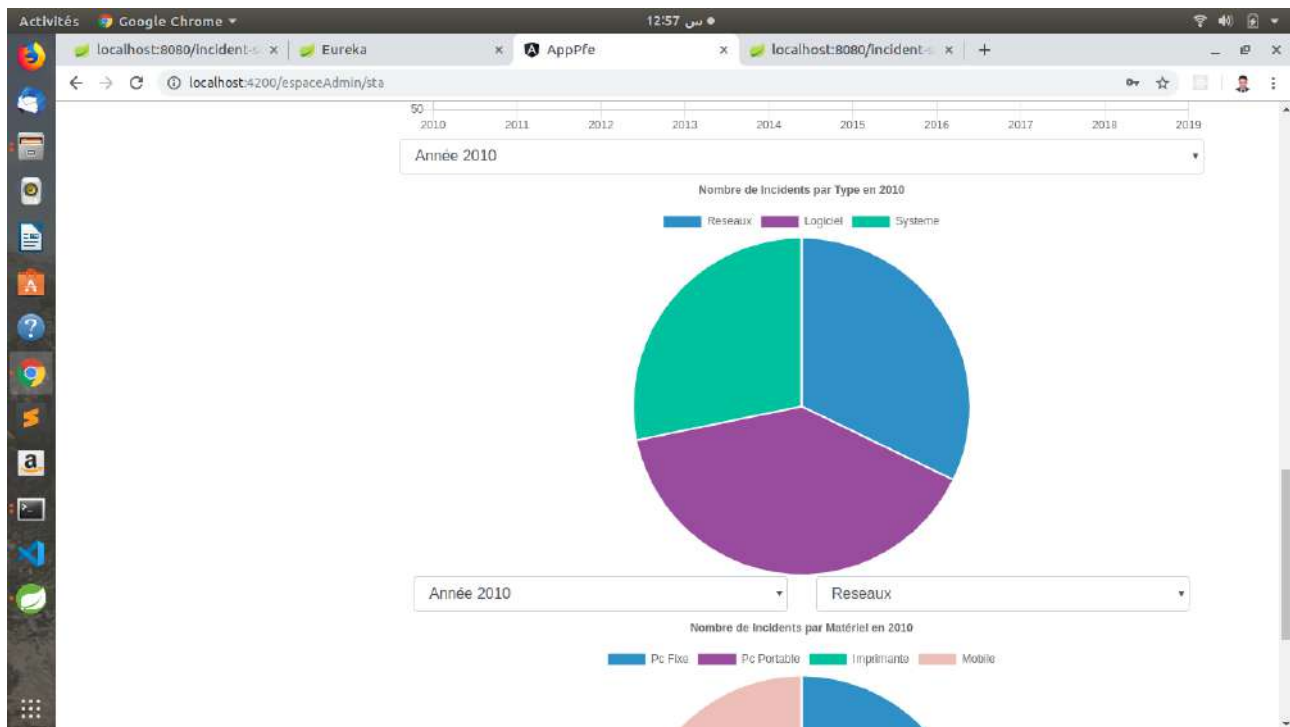 Activités Google Chrome 12:57 س
localhost:8080/incident-s Eureka AppPfe localhost:8080/incident-s
localhost:4200/espaceAdmin/sta
50
2010 2011 2012 2013 2014 2015 2016 2017 2018 2019
Année 2010
Nombre de Incidents par Type en 2010
Reseaux Logiciel Systeme
Année 2010 Reseaux
Nombre de Incidents par Matériel en 2010
Pc Fixe Pc Portable Imprimante Mobile